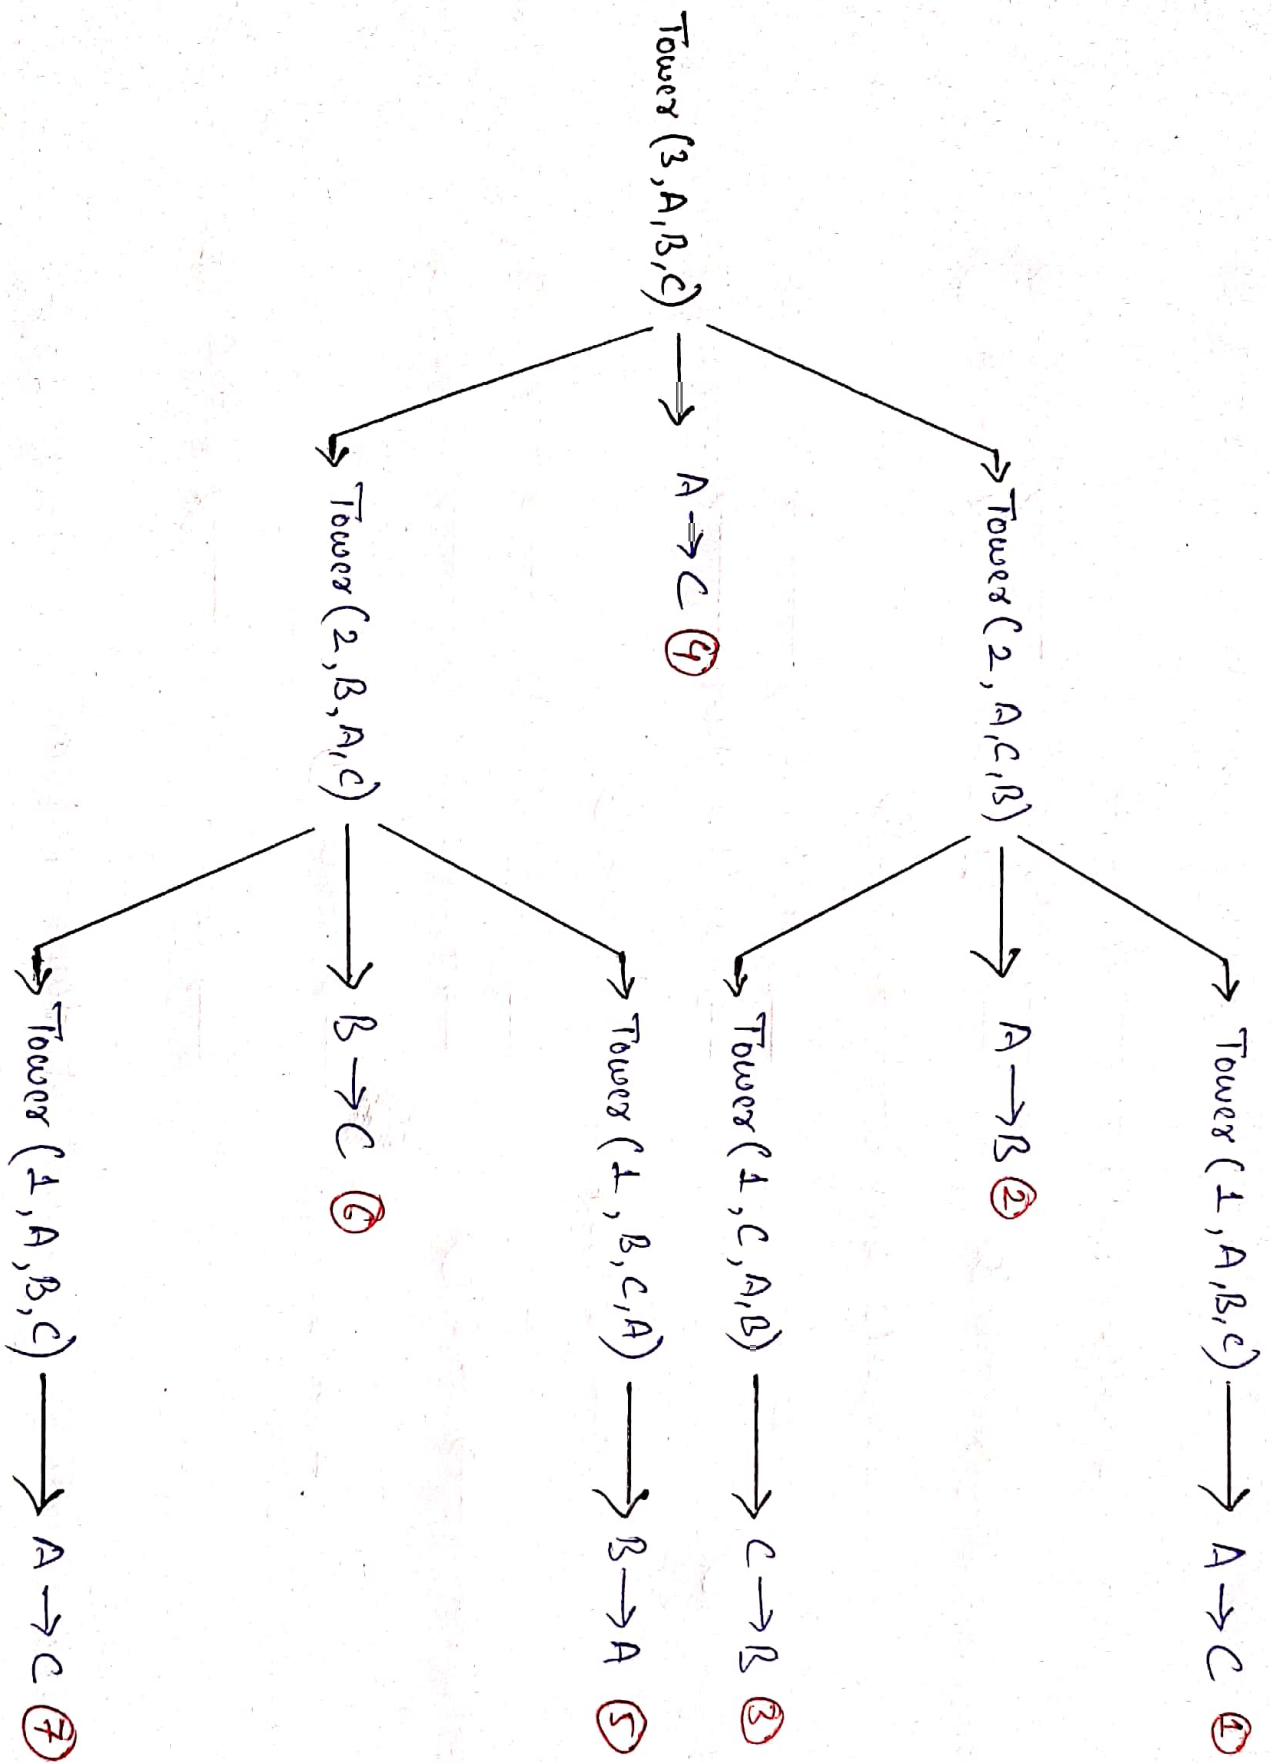 Tower (1, A, B, C) → A → C ①
Tower (2, A, C, B) → A → B ②
Tower (1, C, A, B) → C → B ③
Tower (3, A, B, C) → A → C ④
Tower (1, B, C, A) → B → A ⑤
Tower (2, B, A, C) → B → C ⑥
Tower (1, A, B, C) → A → C ⑦